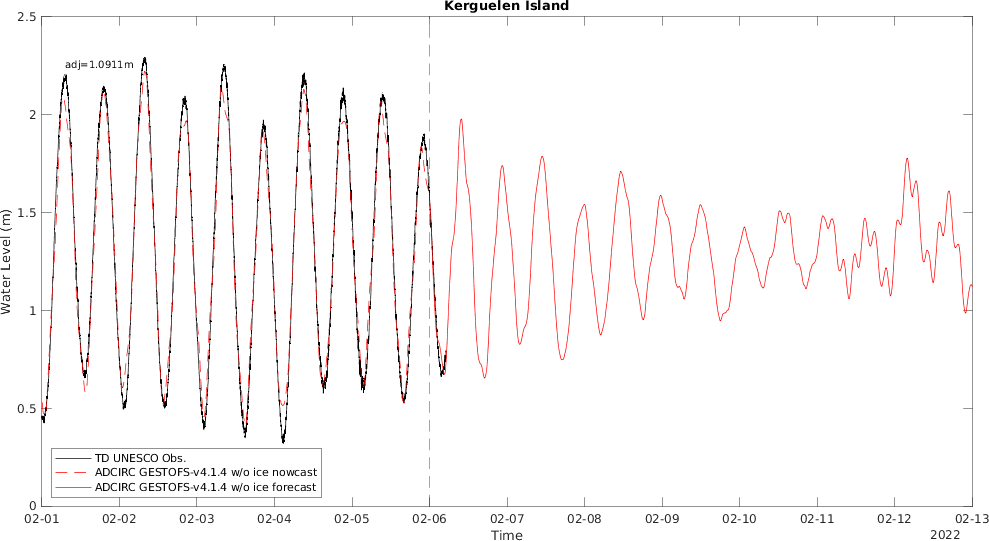 Kerguelen Island
2.5
adj=1.0911m
2
1.5
Water Level (m)
1
0.5
TD UNESCO Obs.
ADCIRC GESTOFS-v4.1.4 w/o ice nowcast
ADCIRC GESTOFS-v4.1.4 w/o ice forecast
0
02-01 02-02 02-03 02-04 02-05 02-06 02-07 02-08 02-09 02-10 02-11 02-12 02-13
Time
2022